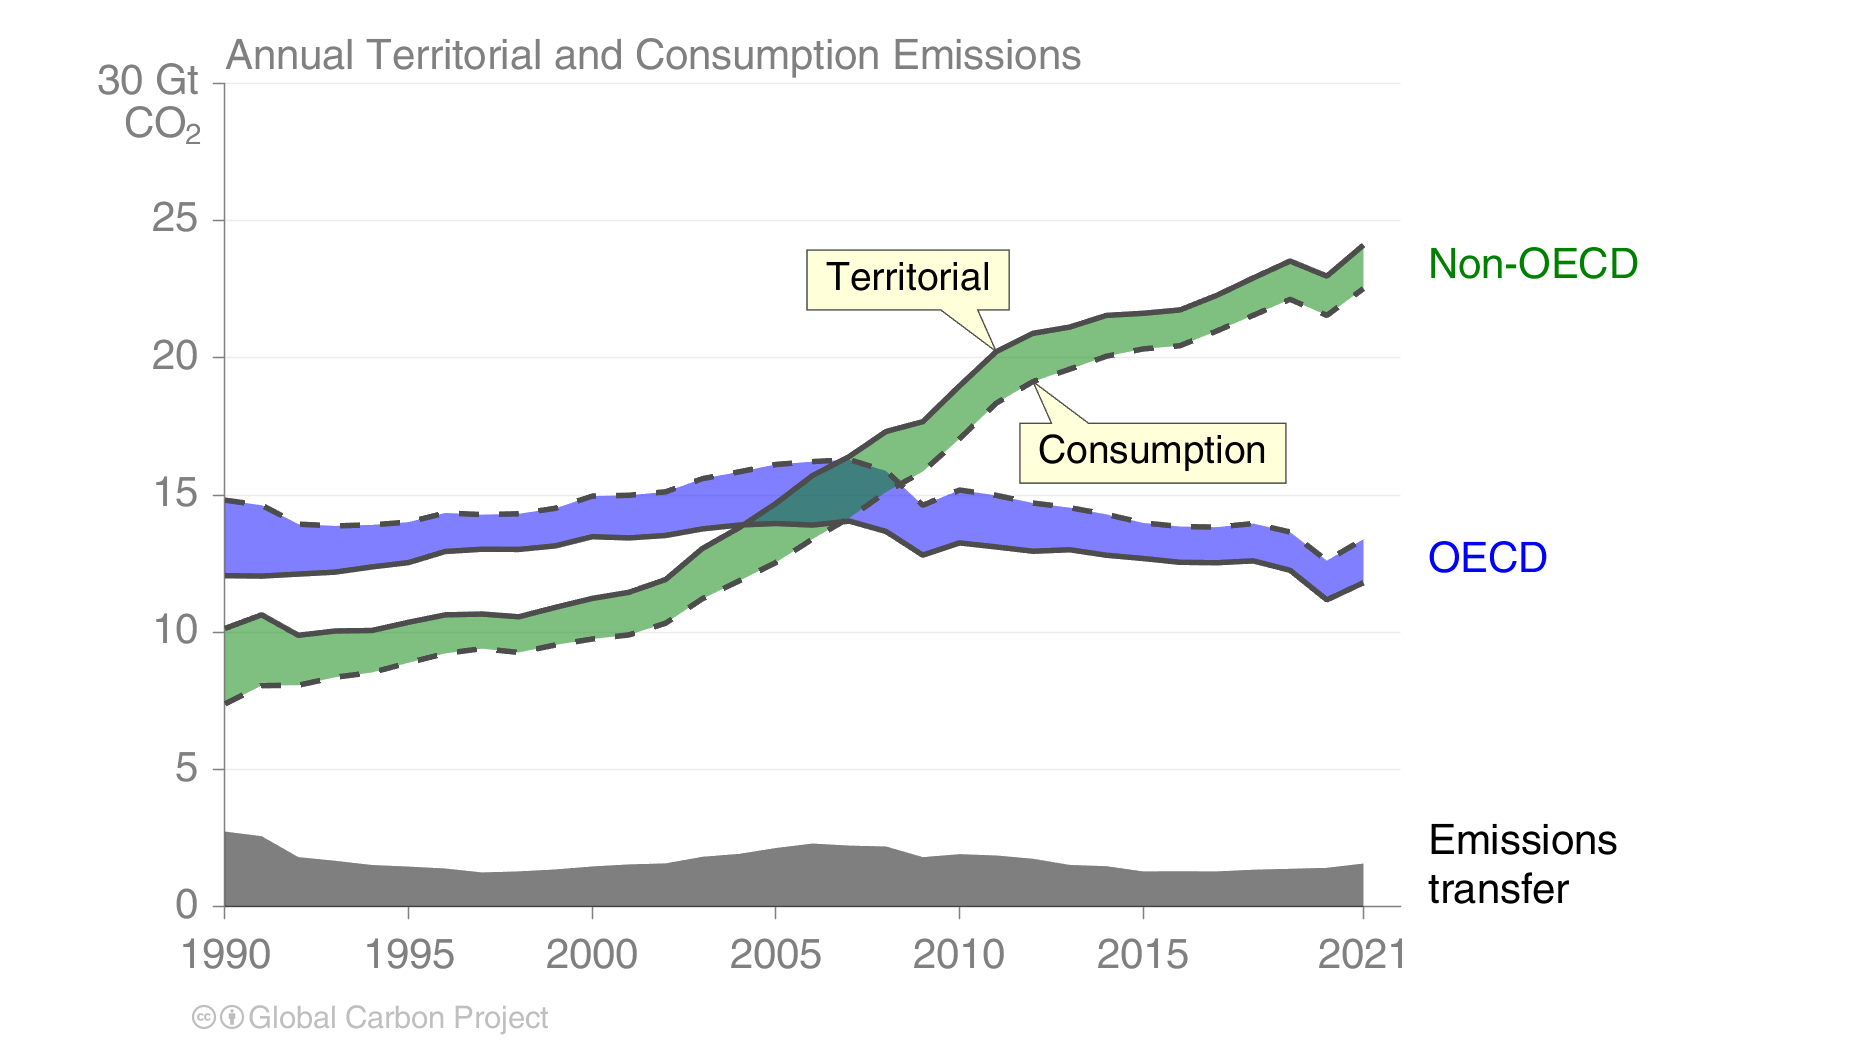 Annual Territorial and Consumption Emissions
30 Gt
CO₂
25
20
15
10
5
0
Territorial
Consumption
Non-OECD
OECD
Emissions
transfer
1990 1995 2000 2005 2010 2015 2021
cc Global Carbon Project